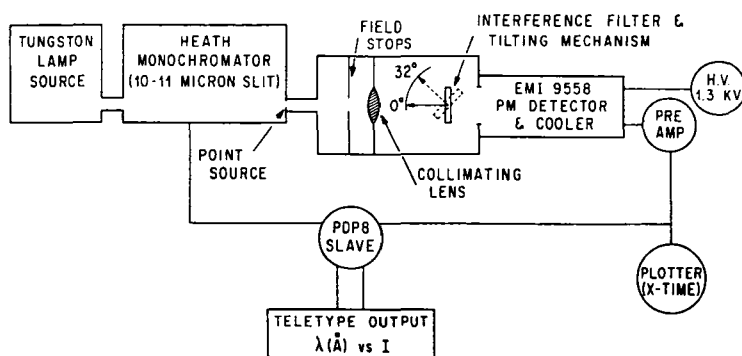 TUNGSTON
LAMP
SOURCE
HEATH
MONOCHROMATOR
(10-11 MICRON SLIT)
POINT
SOURCE
FIELD
STOPS
32°
0°
COLLIMATING
LENS
INTERFERENCE FILTER &
TILTING MECHANISM
EMI 9558
PM DETECTOR
& COOLER
H.V.
1.3 KV
PRE
AMP
PDP8
SLAVE
PLOTTER
(X-TIME)
TELETYPE OUTPUT
λ(Å) vs I